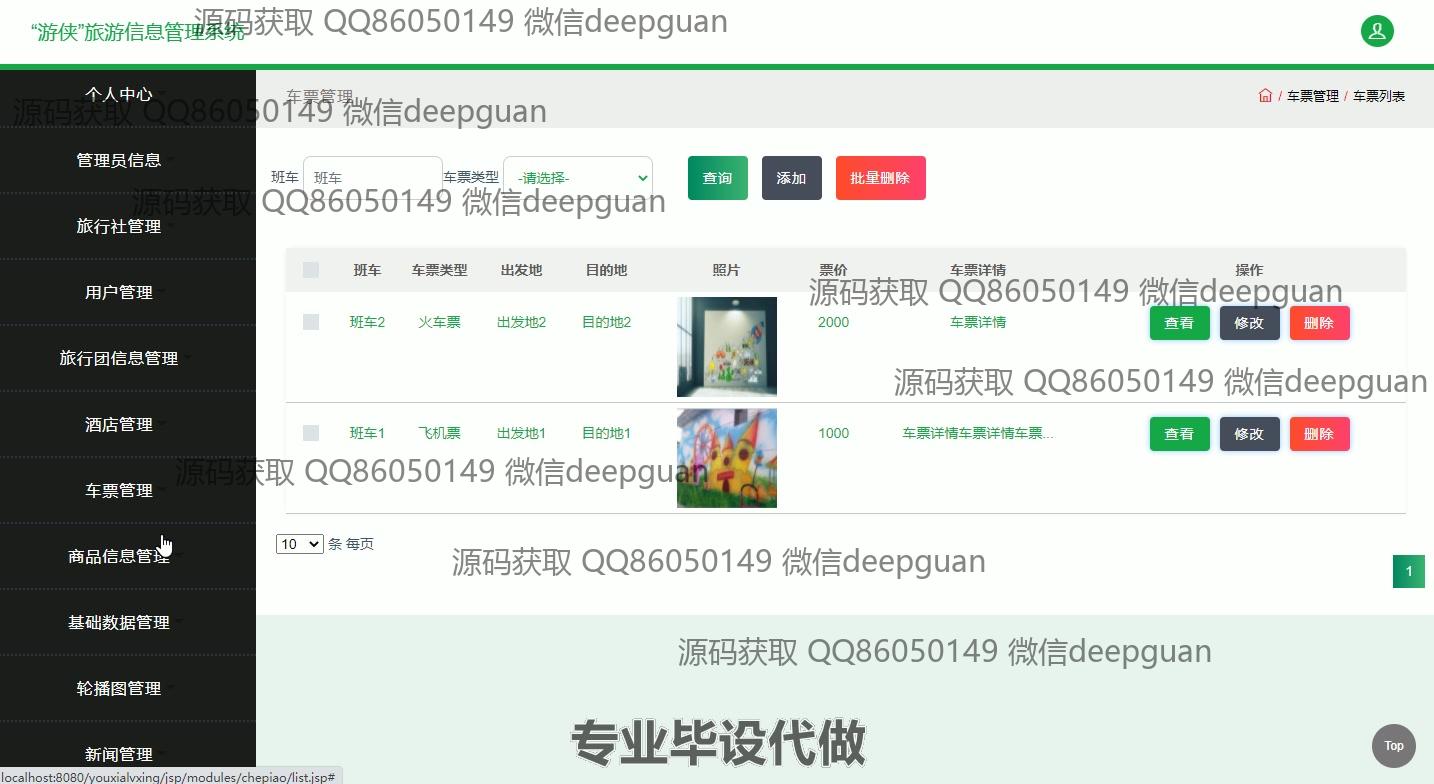 “游侠”旅游信息管理系统
源码获取 QQ86050149 微信deepguan
个人中心
车票管理
/ 车票管理 / 车票列表
源码获取 QQ86050149 微信deepguan
管理员信息
班车 班车 车票类型 -请选择- 查询 添加 批量删除
源码获取 QQ86050149 微信deepguan
旅行社管理
班车 车票类型 出发地 目的地 照片 票价 车票详情 操作
源码获取 QQ86050149 微信deepguan
用户管理
班车2 火车票 出发地2 目的地2 2000 车票详情 查看 修改 删除
旅行团信息管理
源码获取 QQ86050149 微信deepguan
酒店管理
班车1 飞机票 出发地1 目的地1 1000 车票详情车票详情车票... 查看 修改 删除
源码获取 QQ86050149 微信deepguan
车票管理
10 条 每页
商品信息管理
源码获取 QQ86050149 微信deepguan
1
基础数据管理
源码获取 QQ86050149 微信deepguan
轮播图管理
新闻管理
专业毕设代做
Top
localhost:8080/youxialvxing/jsp/modules/chepiao/list.jsp#